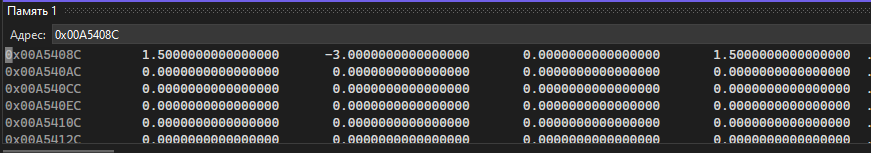 Память 1
Адрес: 0x00A5408C
0x00A5408C 1.5000000000000000 -3.0000000000000000 0.0000000000000000 1.5000000000000000 .
0x00A540AC 0.0000000000000000 0.0000000000000000 0.0000000000000000 0.0000000000000000 .
0x00A540CC 0.0000000000000000 0.0000000000000000 0.0000000000000000 0.0000000000000000 .
0x00A540EC 0.0000000000000000 0.0000000000000000 0.0000000000000000 0.0000000000000000 .
0x00A5410C 0.0000000000000000 0.0000000000000000 0.0000000000000000 0.0000000000000000 .
0x00A5412C 0.0000000000000000 0.0000000000000000 0.0000000000000000 0.0000000000000000 .